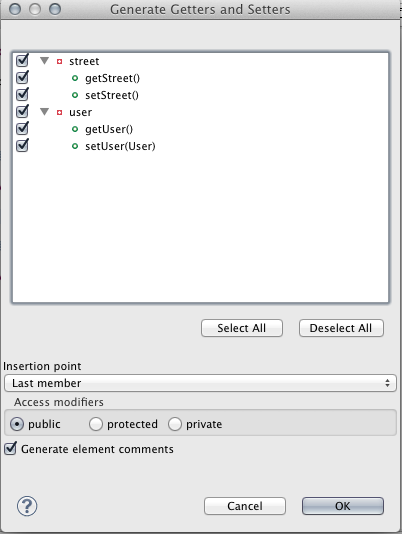 Generate Getters and Setters
street
getStreet()
setStreet()
user
getUser()
setUser(User)
Select All
Deselect All
Insertion point
Last member
Access modifiers
public
protected
private
Generate element comments
?
Cancel
OK